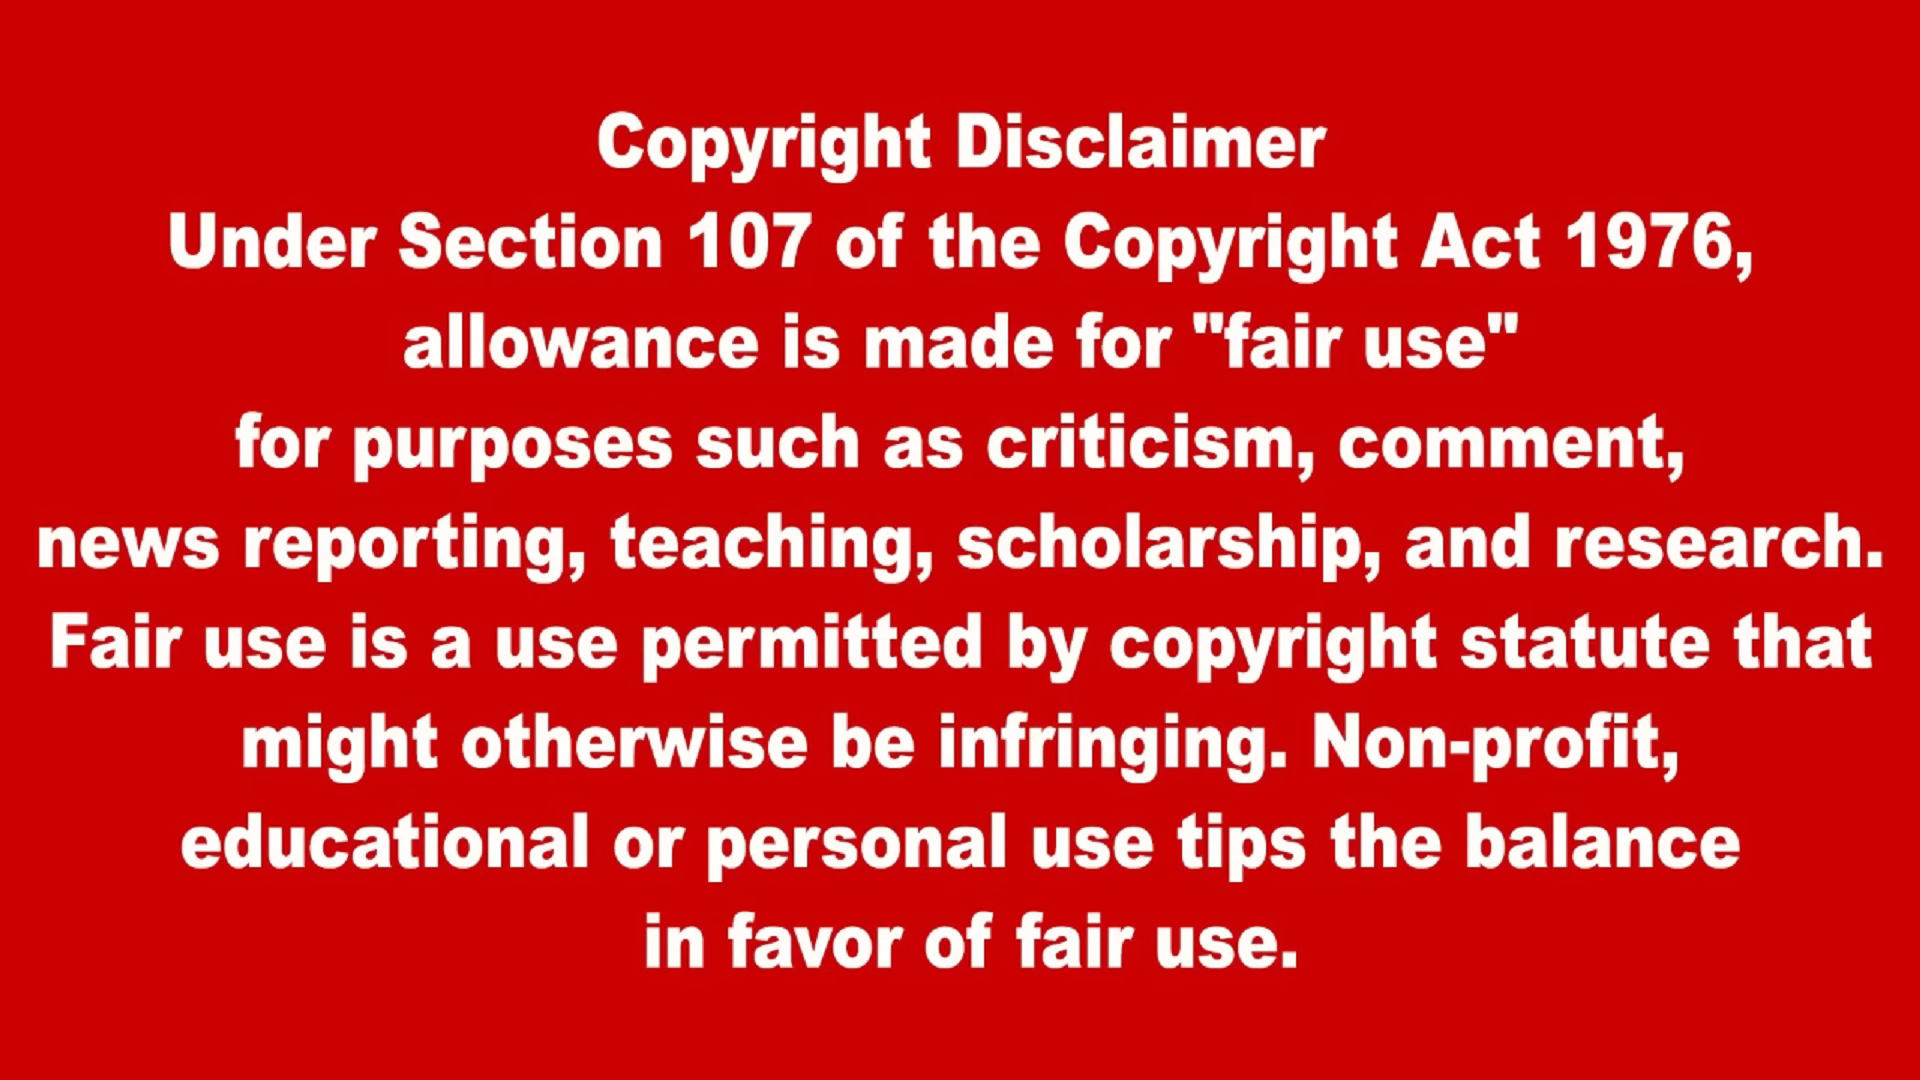 Copyright Disclaimer
Under Section 107 of the Copyright Act 1976,
allowance is made for "fair use"
for purposes such as criticism, comment,
news reporting, teaching, scholarship, and research.
Fair use is a use permitted by copyright statute that
might otherwise be infringing. Non-profit,
educational or personal use tips the balance
in favor of fair use.